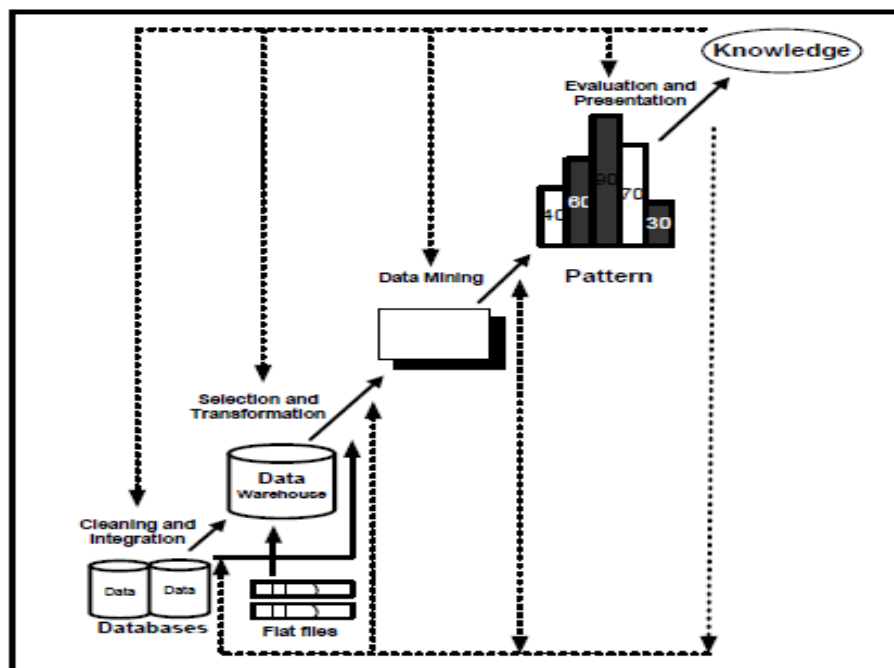 Knowledge
Evaluation and
Presentation
40
60
90
70
30
Pattern
Data Mining
Selection and
Transformation
Data
Warehouse
Cleaning and
Integration
Data
Data
Databases
Flat files